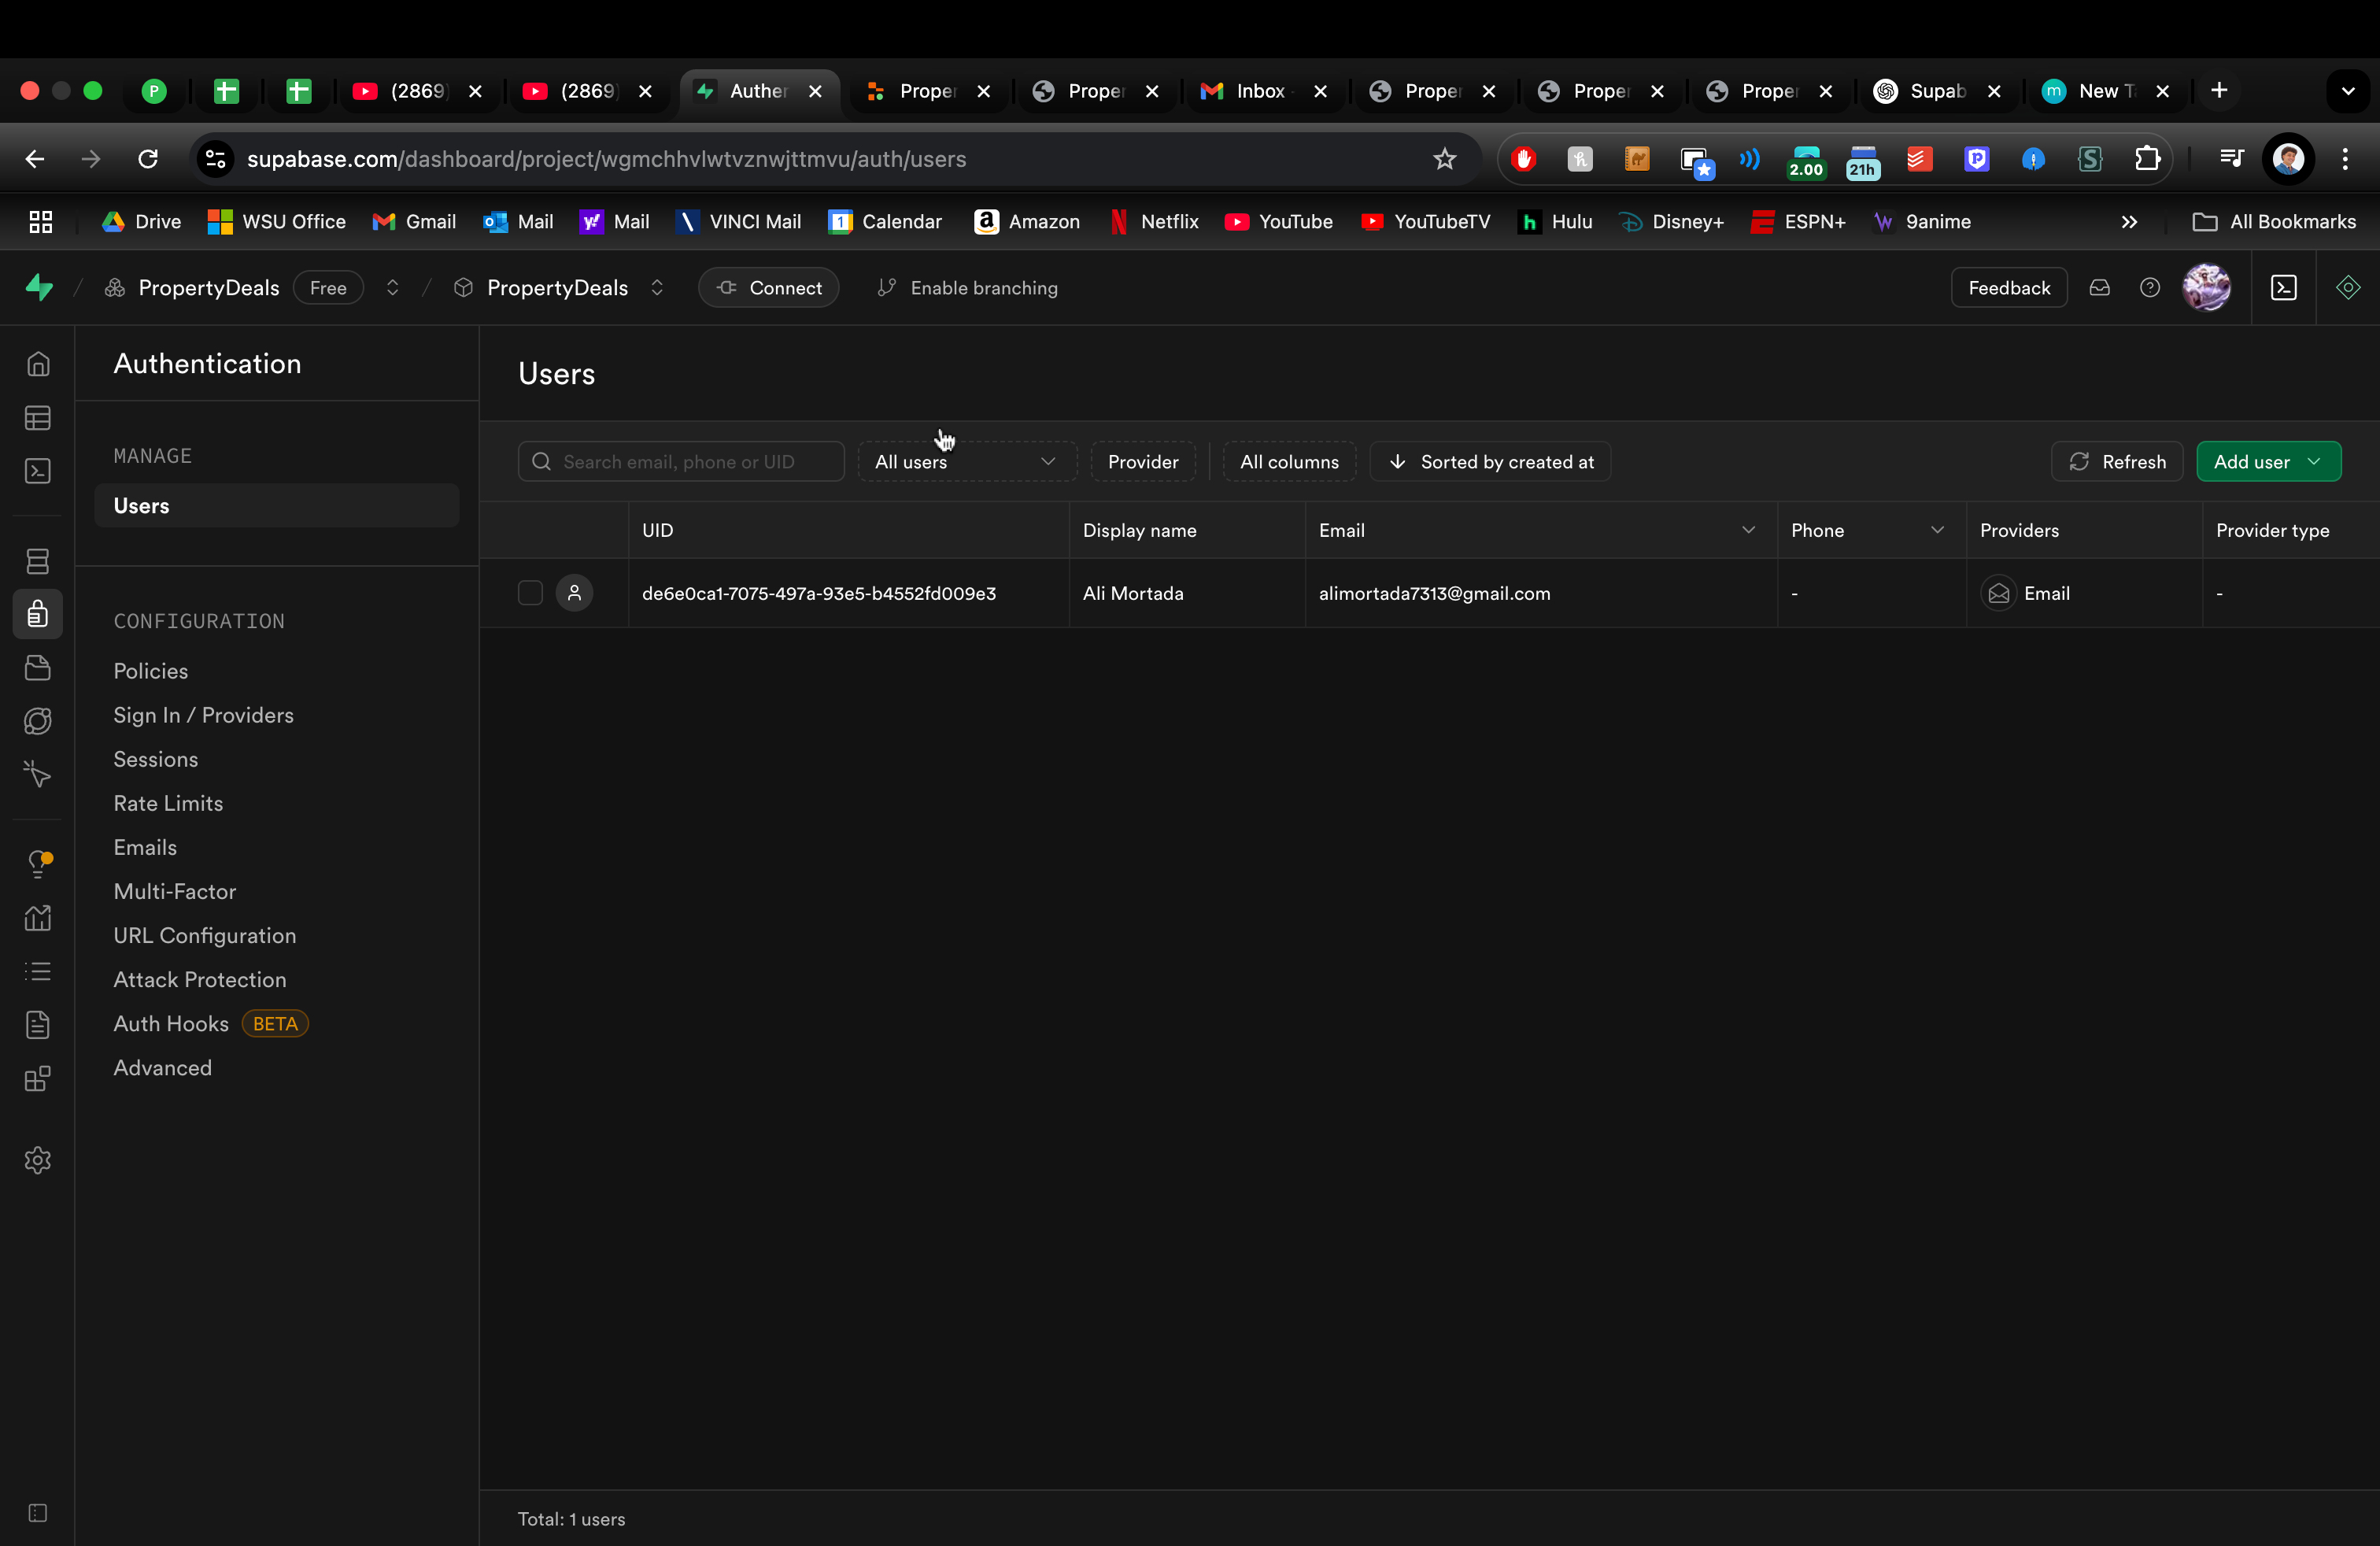 P (2869) (2869) Auther Proper Proper Inbox - Proper Proper Proper Supab New T
supabase.com/dashboard/project/wgmchhvlwtvznwjttmvu/auth/users
2.00 21h
Drive WSU Office Gmail Mail Mail VINCI Mail Calendar Amazon Netflix YouTube YouTubeTV Hulu Disney+ ESPN+ 9anime All Bookmarks
PropertyDeals Free / PropertyDeals Connect Enable branching Feedback
Authentication
MANAGE
Users
CONFIGURATION
Policies
Sign In / Providers
Sessions
Rate Limits
Emails
Multi-Factor
URL Configuration
Attack Protection
Auth Hooks BETA
Advanced
Users
Search email, phone or UID All users Provider All columns Sorted by created at Refresh Add user
UID Display name Email Phone Providers Provider type
de6e0ca1-7075-497a-93e5-b4552fd009e3 Ali Mortada alimortada7313@gmail.com - Email -
Total: 1 users